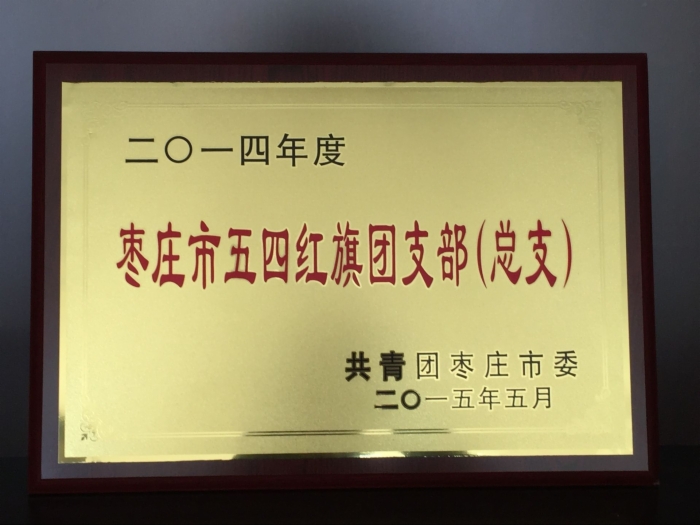 二〇一四年度
枣庄市五四红旗团支部(总支)
共青团枣庄市委
二〇一五年五月